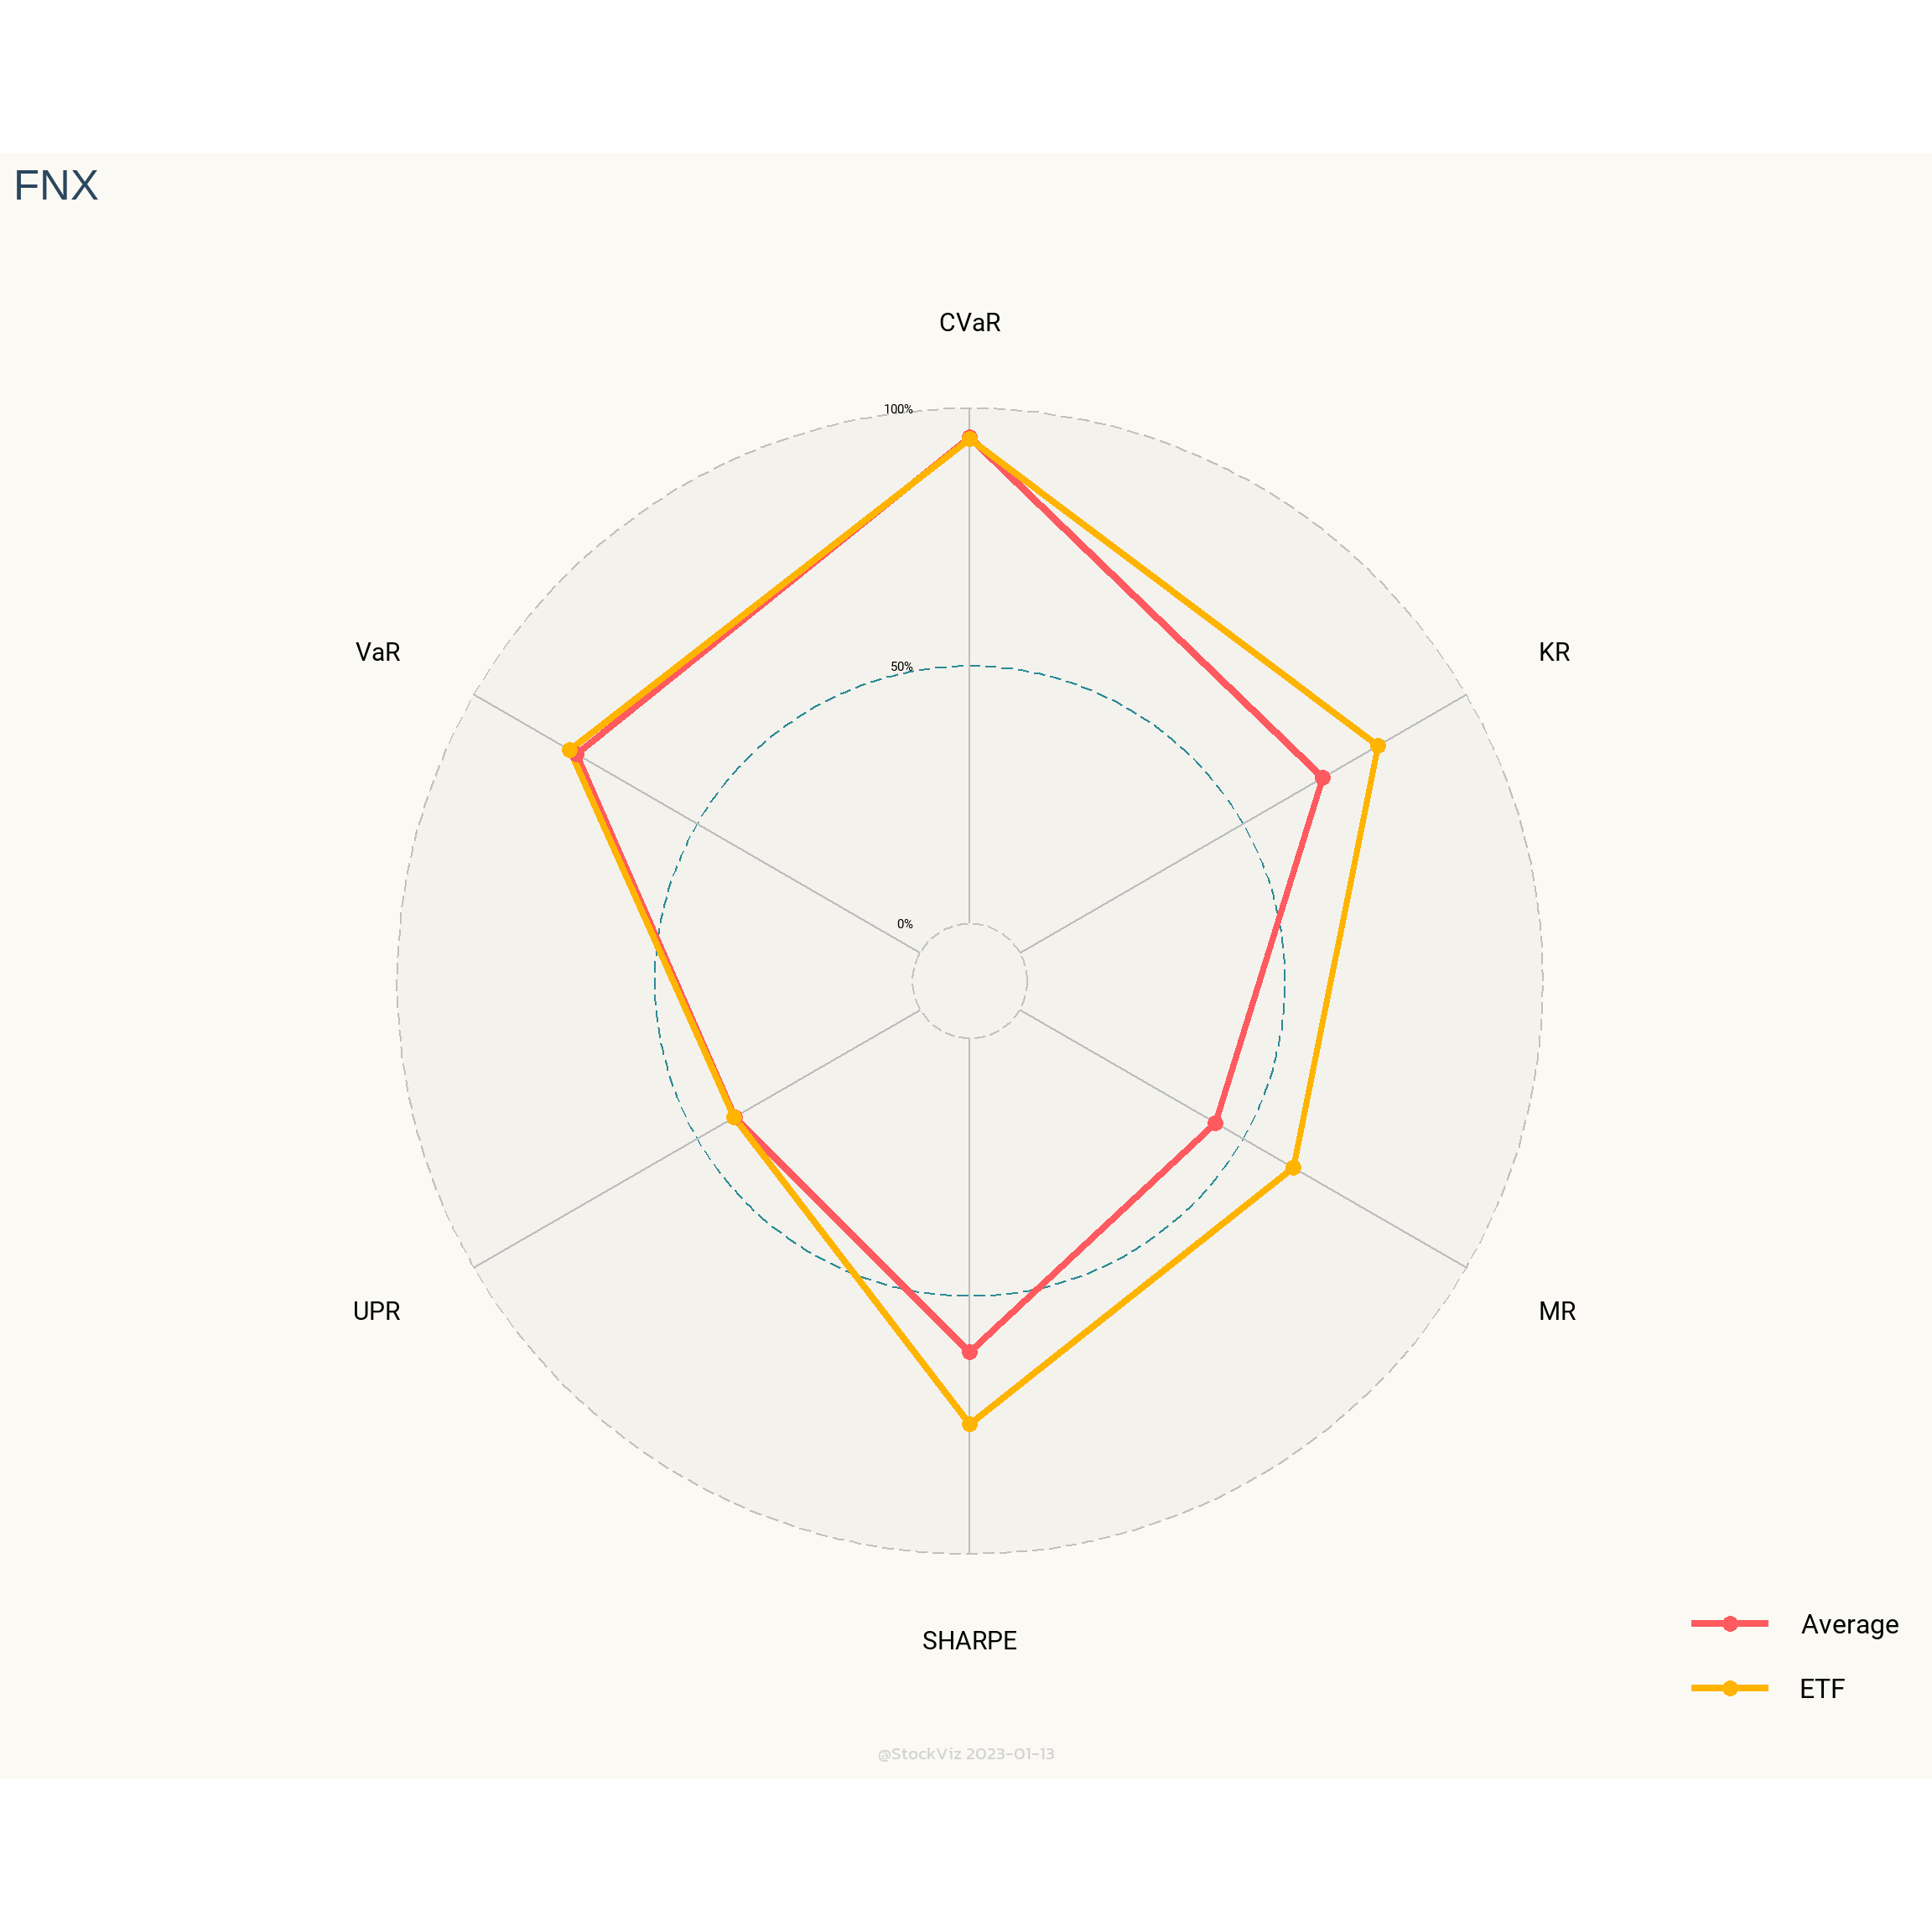 FNX
CVaR
100%
KR
VaR
50%
0%
UPR
MR
SHARPE
Average
ETF
@StockViz 2023-01-13